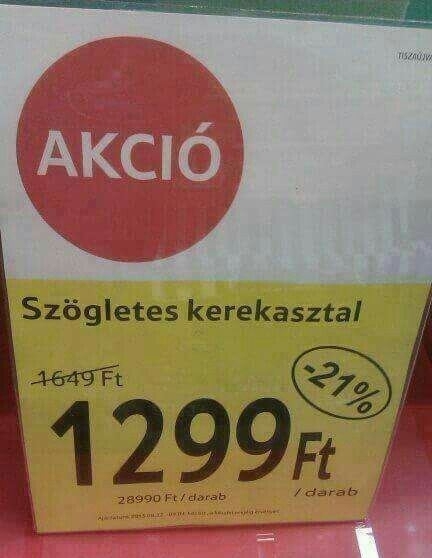 AKCIÓ
Szögletes kerekasztal
1649 Ft
-21%
1299 Ft
/ darab
28990 Ft / darab